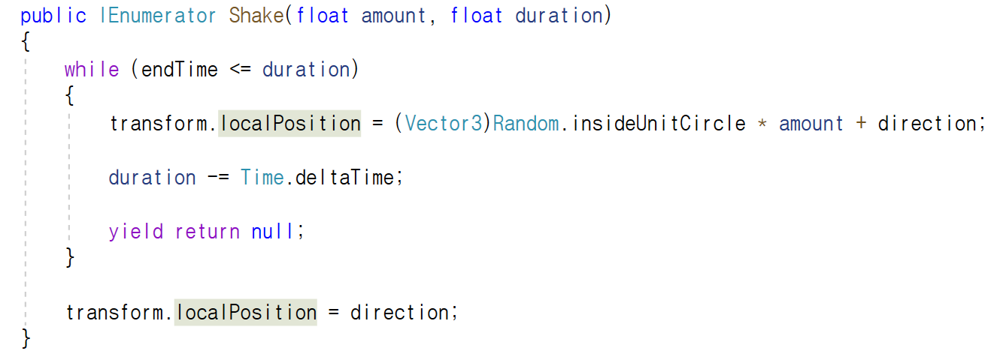 public IEnumerator Shake(float amount, float duration)
{
while (endTime <= duration)
{
transform.localPosition = (Vector3)Random.insideUnitCircle * amount + direction;
duration -= Time.deltaTime;
yield return null;
}
transform.localPosition = direction;
}